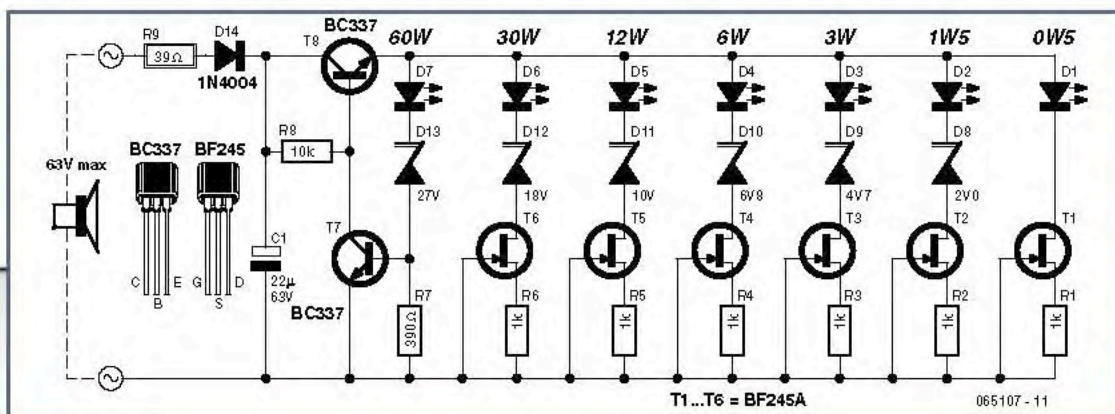 BC337 60W 30W 12W 6W 3W 1W5 0W5
R9 D14 T8
39Ω
1N4004
D7 D6 D5 D4 D3 D2 D1
R8
10k
D13 D12 D11 D10 D9 D8
63V max
BC337 BF245
27V 18V 10V 6V8 4V7 2V0
T7 T6 T5 T4 T3 T2 T1
C1
22µ
63V
C E G D
B S
BC337
R7 R6 R5 R4 R3 R2 R1
390Ω 1k 1k 1k 1k 1k 1k
T1...T6 = BF245A
065107 - 11